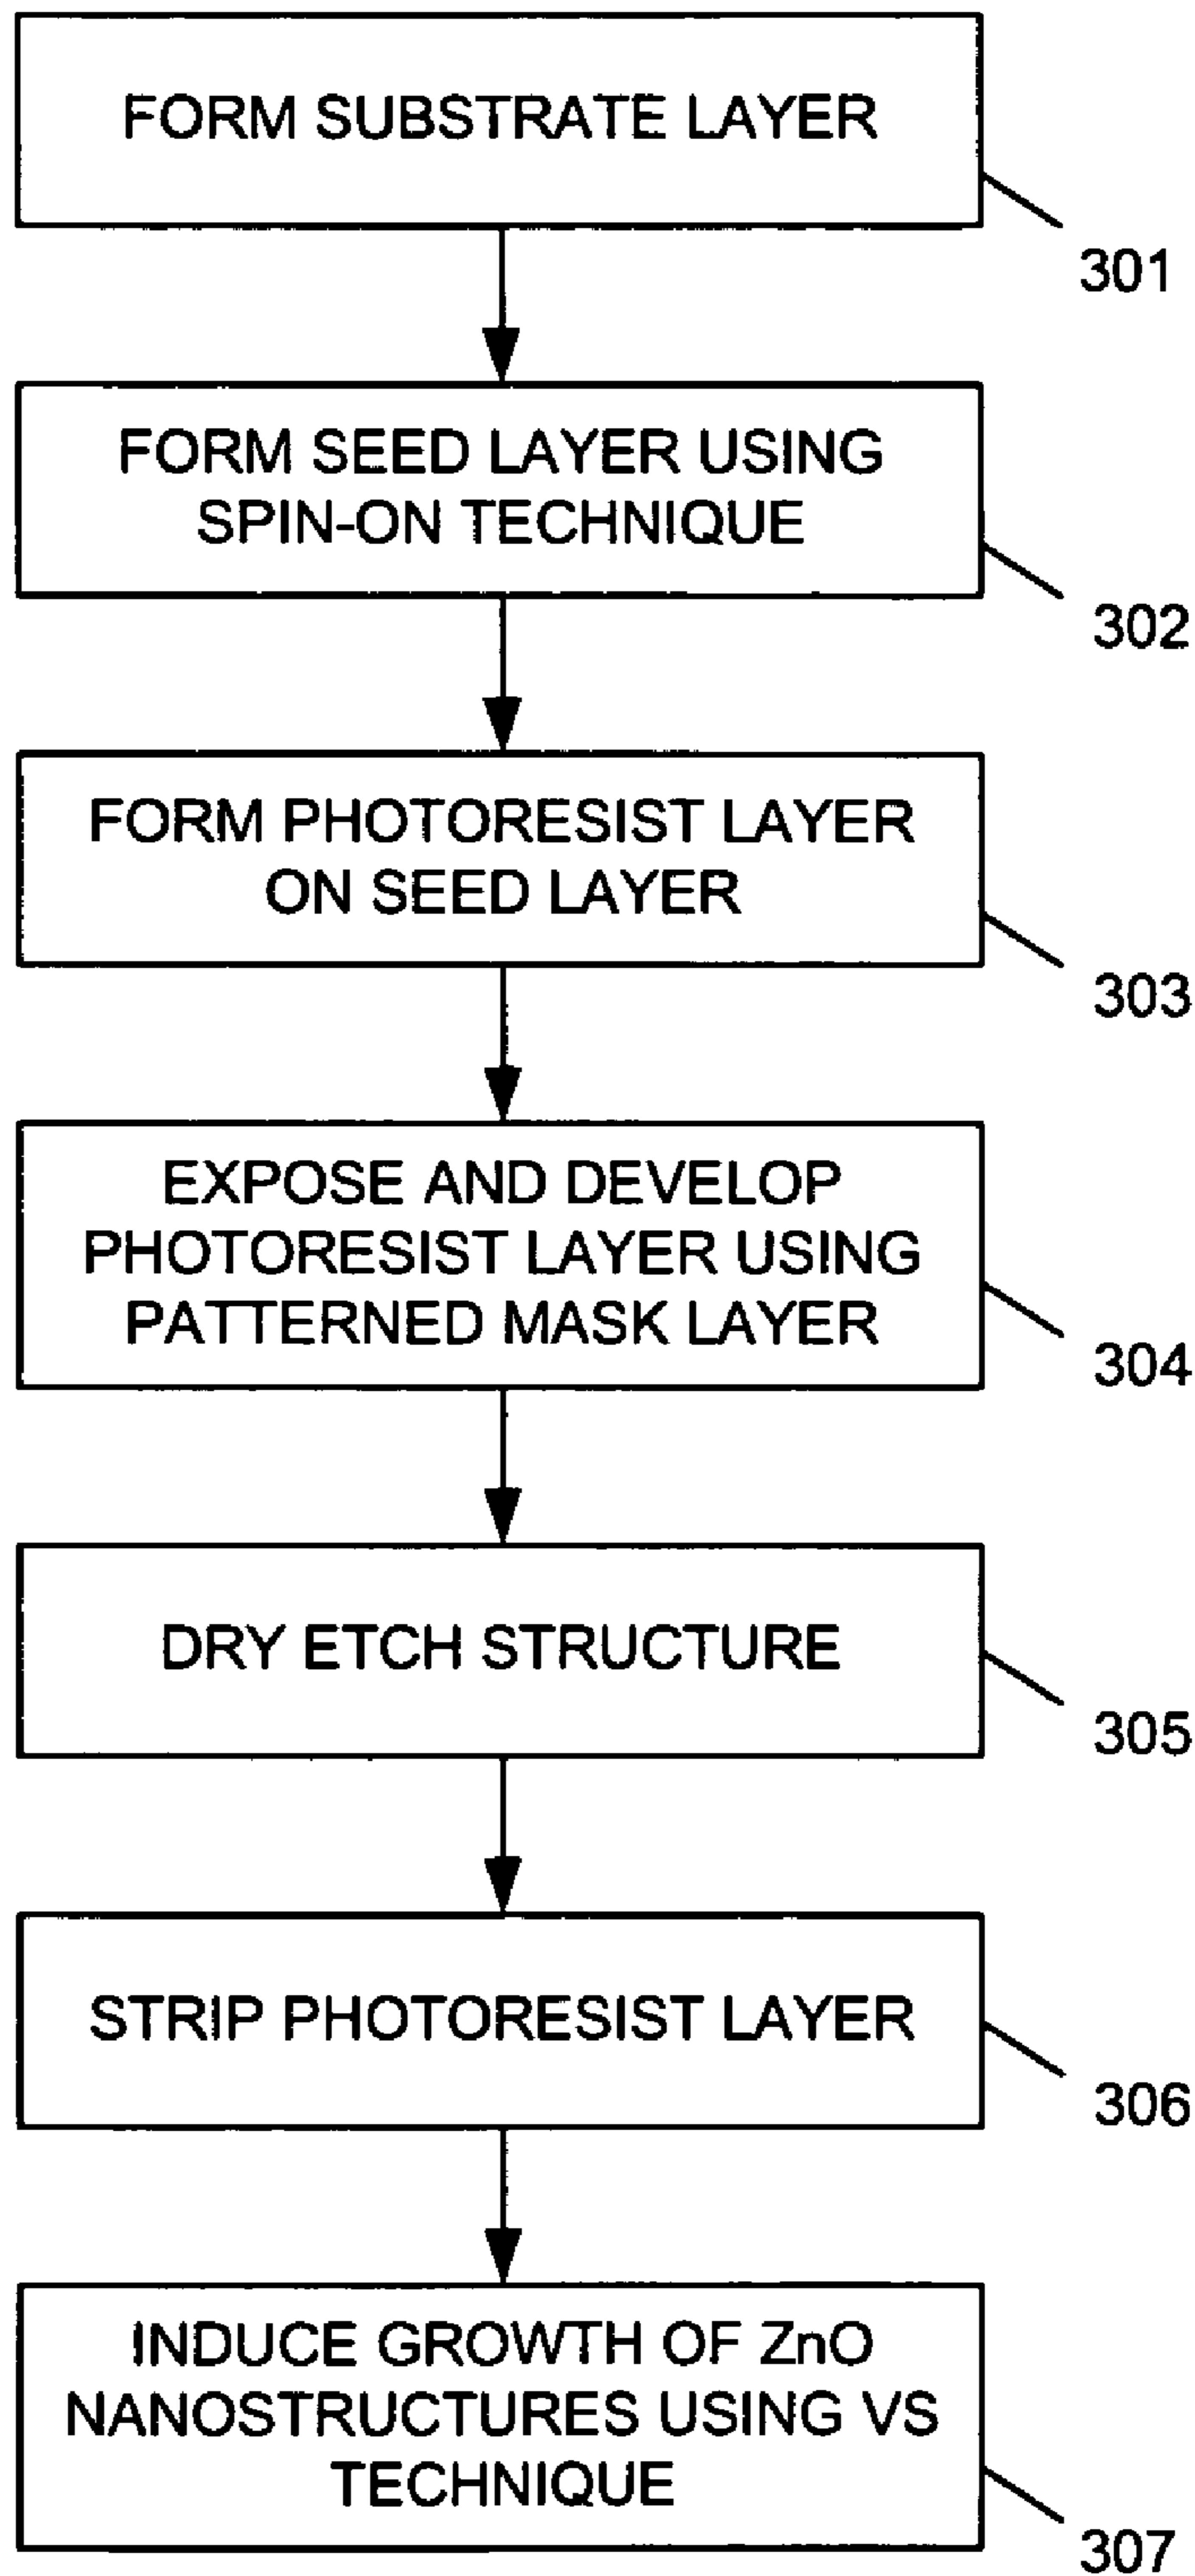 FORM SUBSTRATE LAYER
301
FORM SEED LAYER USING
SPIN-ON TECHNIQUE
302
FORM PHOTORESIST LAYER
ON SEED LAYER
303
EXPOSE AND DEVELOP
PHOTORESIST LAYER USING
PATTERNED MASK LAYER
304
DRY ETCH STRUCTURE
305
STRIP PHOTORESIST LAYER
306
INDUCE GROWTH OF ZnO
NANOSTRUCTURES USING VS
TECHNIQUE
307